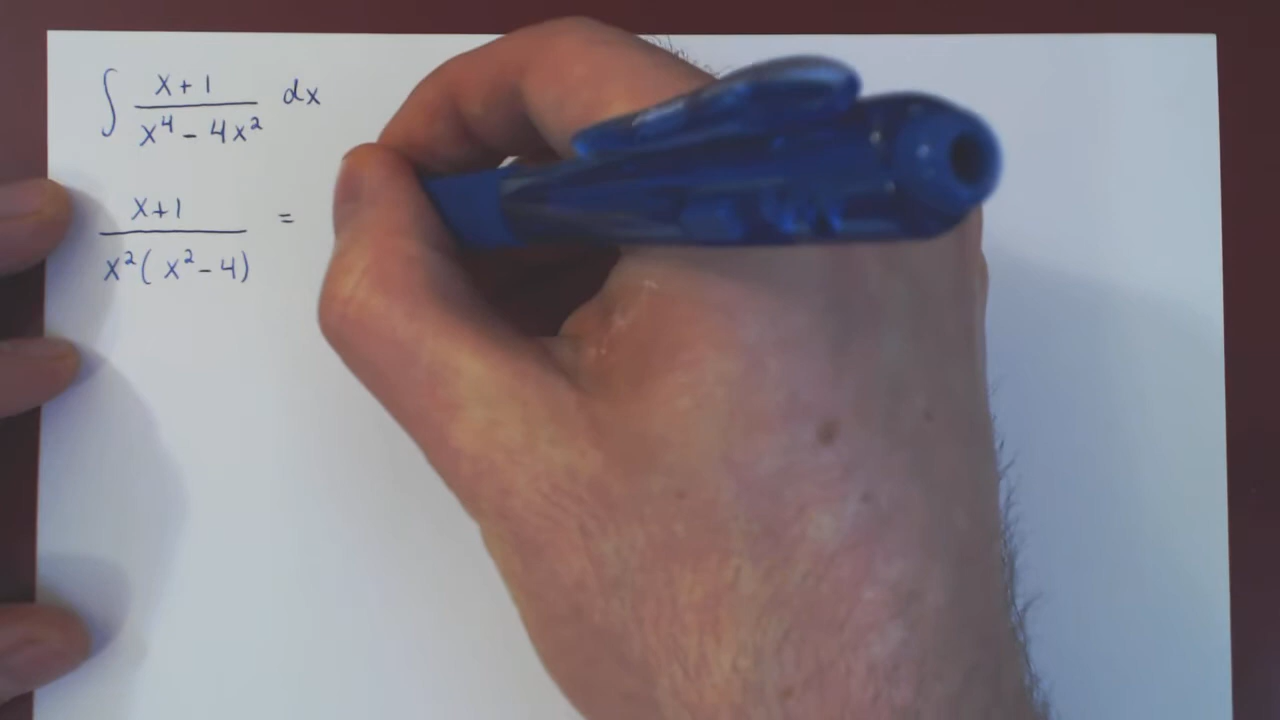 ∫ x+1 / x⁴ - 4x² dx
x+1 / x²( x² - 4) =